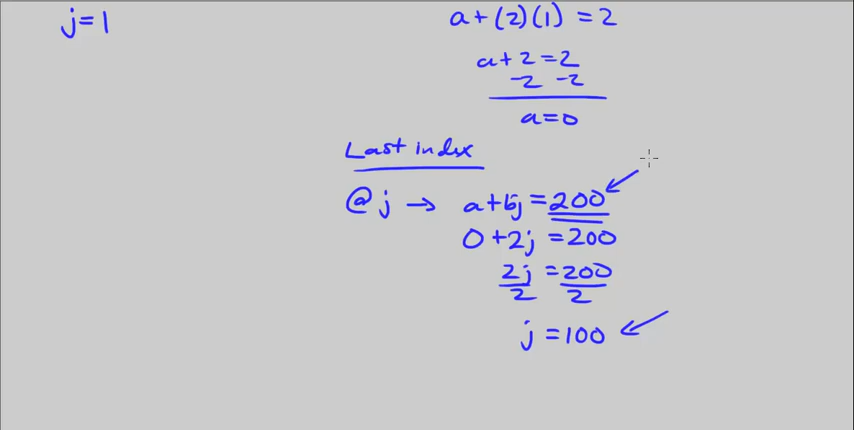 j=1
a+(2)(1)=2
a+2=2
-2 -2
a=0
Last index
@j → a+bj=200
0+2j=200
2j=200
2 2
j=100